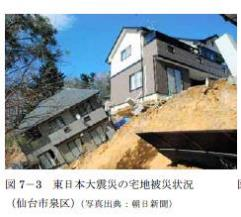 図 7－3　東日本大震災の宅地被災状況
（仙台市泉区）（写真出典：朝日新聞）